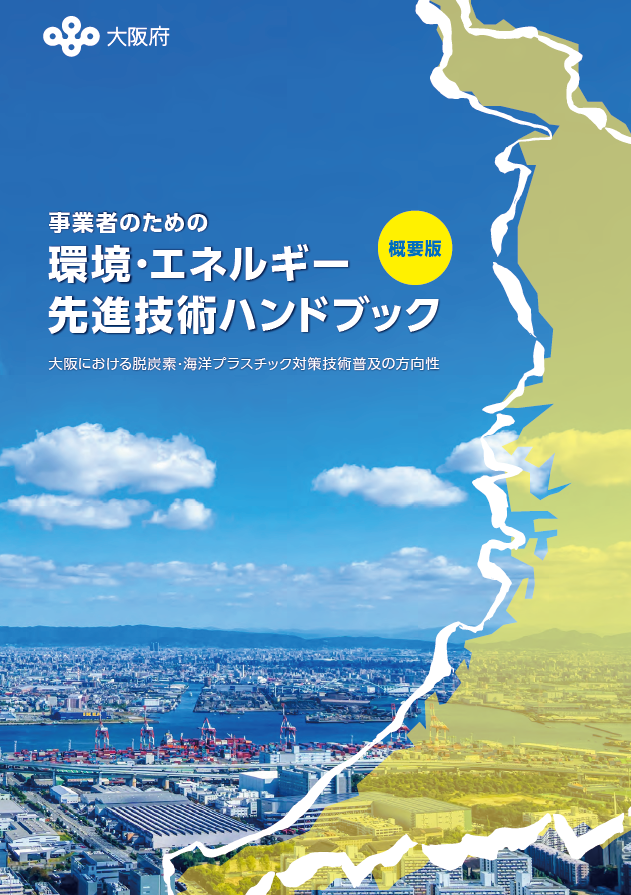 大阪府
事業者のための
環境・エネルギー
先進技術ハンドブック
概要版
大阪における脱炭素・海洋プラスチック対策技術普及の方向性